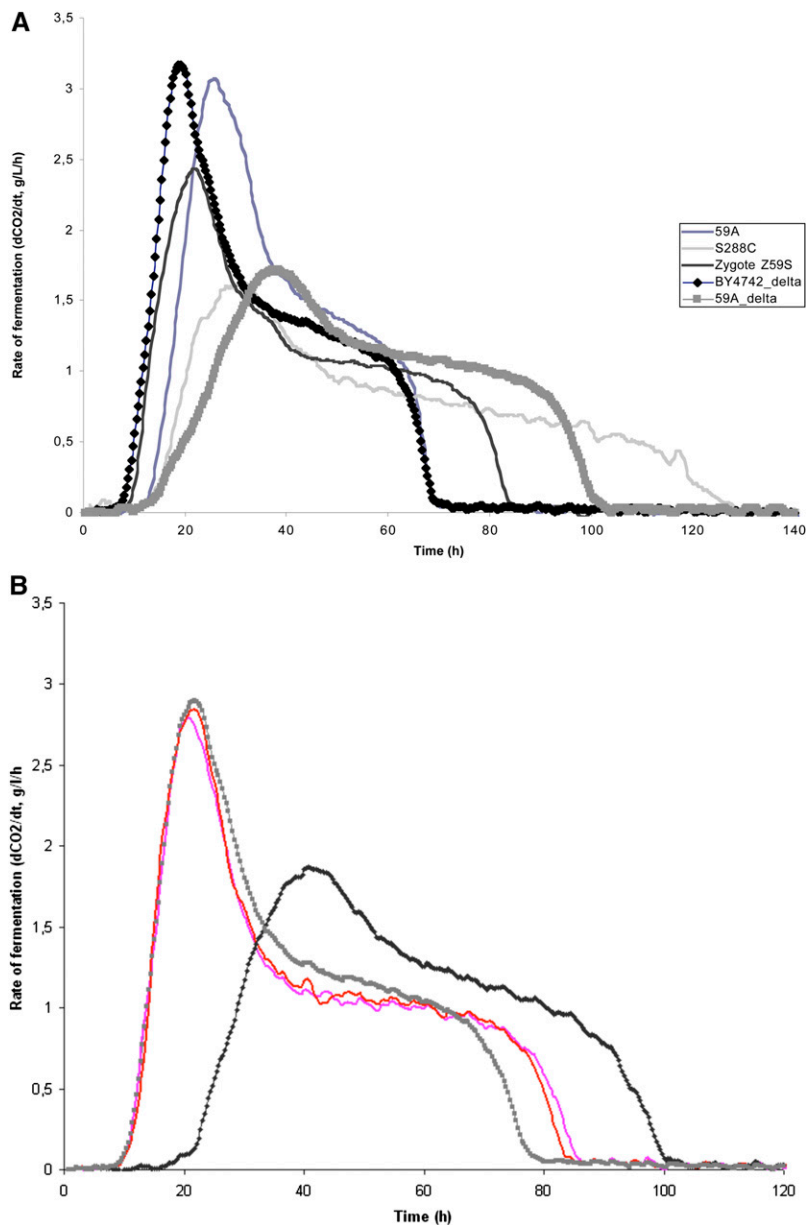 A
3,5
3
2,5
2
1,5
1
0,5
0
Rate of fermentation (dCO2/dt, g/L/h)
0 20 40 60 80 100 120 140
Time (h)
59A
S288C
Zygote Z59S
BY4742_delta
59A_delta
B
3,5
3
2,5
2
1,5
1
0,5
0
Rate of fermentation (dCO2/dt, g/l/h
0 20 40 60 80 100 120
Time (h)